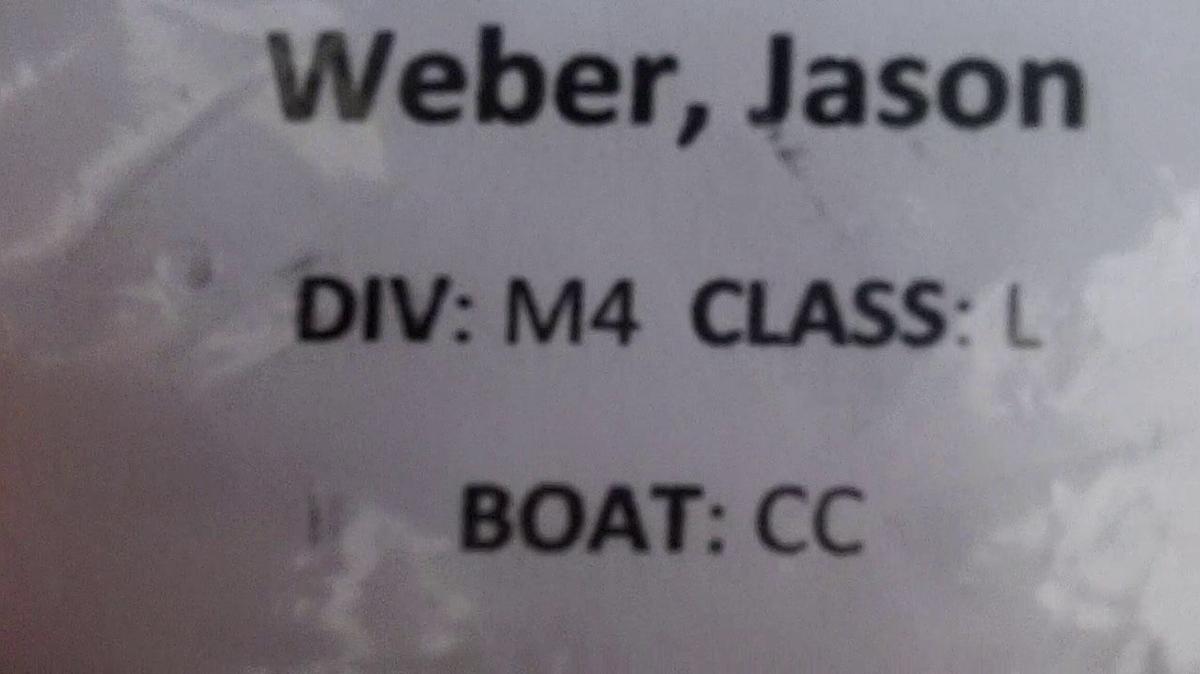 Weber, Jason
DIV: M4 CLASS: L
BOAT: CC